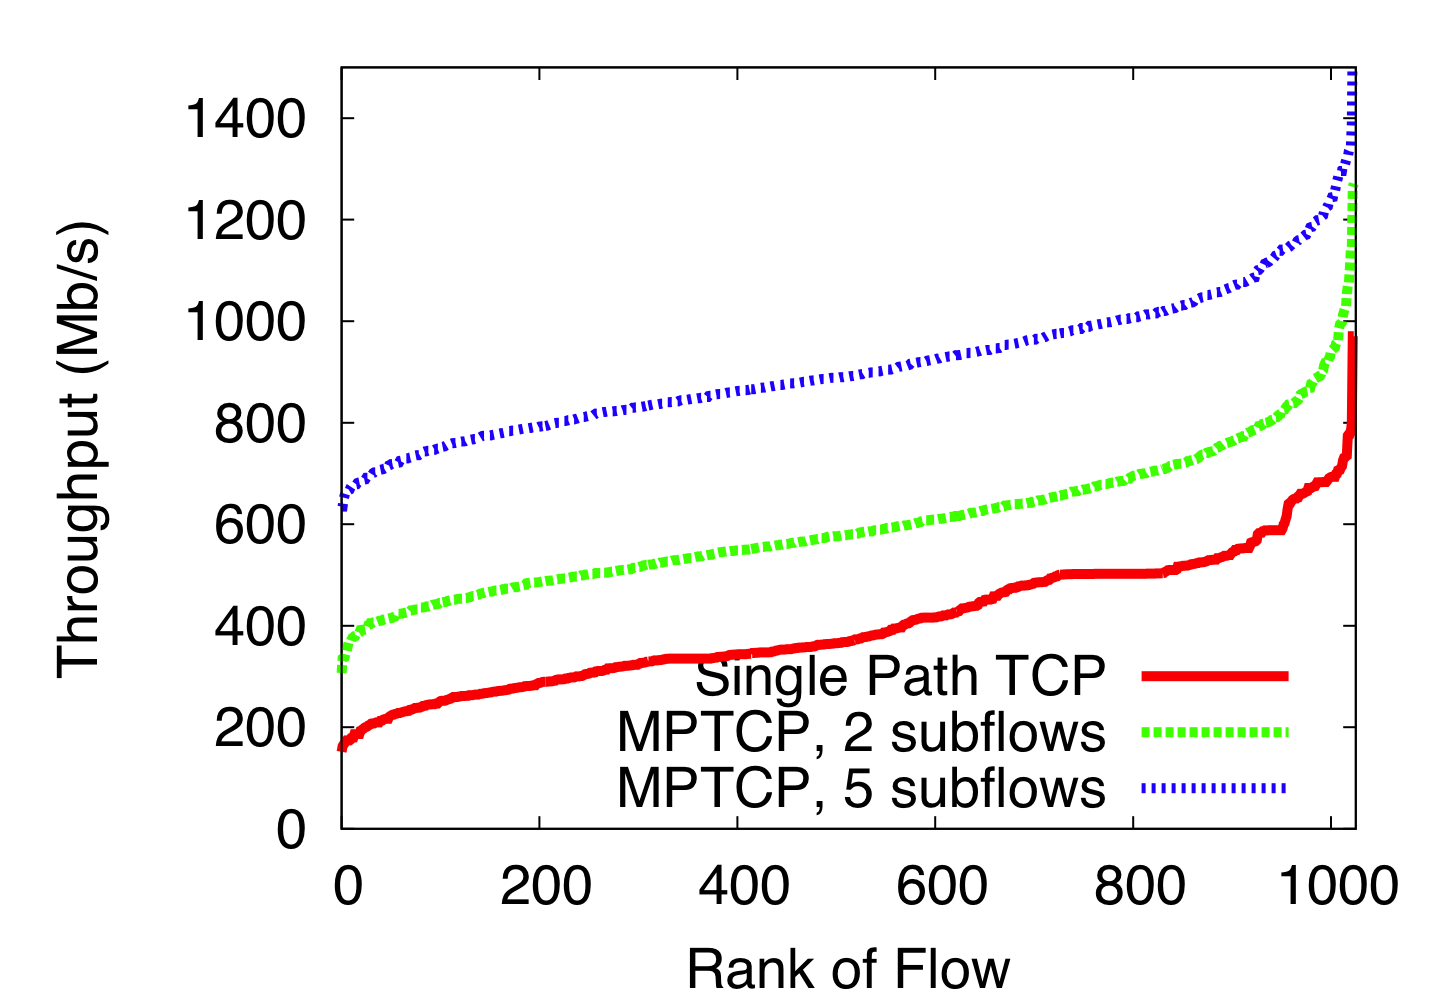 1400
1200
1000
800
600
400
200
0
Throughput (Mb/s)
Single Path TCP
MPTCP, 2 subflows
MPTCP, 5 subflows
0 200 400 600 800 1000
Rank of Flow